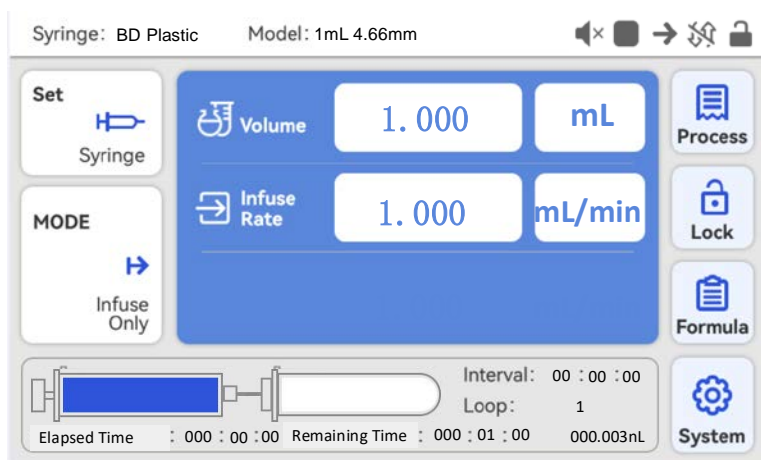 Syringe: BD Plastic Model: 1mL 4.66mm
Set
Syringe
Volume 1.000 mL
Process
MODE
Infuse Only
Infuse Rate 1.000 mL/min
Lock
Formula
Interval: 00 : 00 : 00
Loop: 1
Elapsed Time : 000 : 00 : 00 Remaining Time : 000 : 01 : 00 000.003nL
System